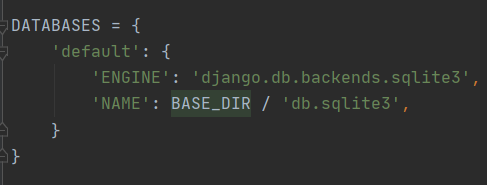 DATABASES = {
    'default': {
        'ENGINE': 'django.db.backends.sqlite3',
        'NAME': BASE_DIR / 'db.sqlite3',
    }
}